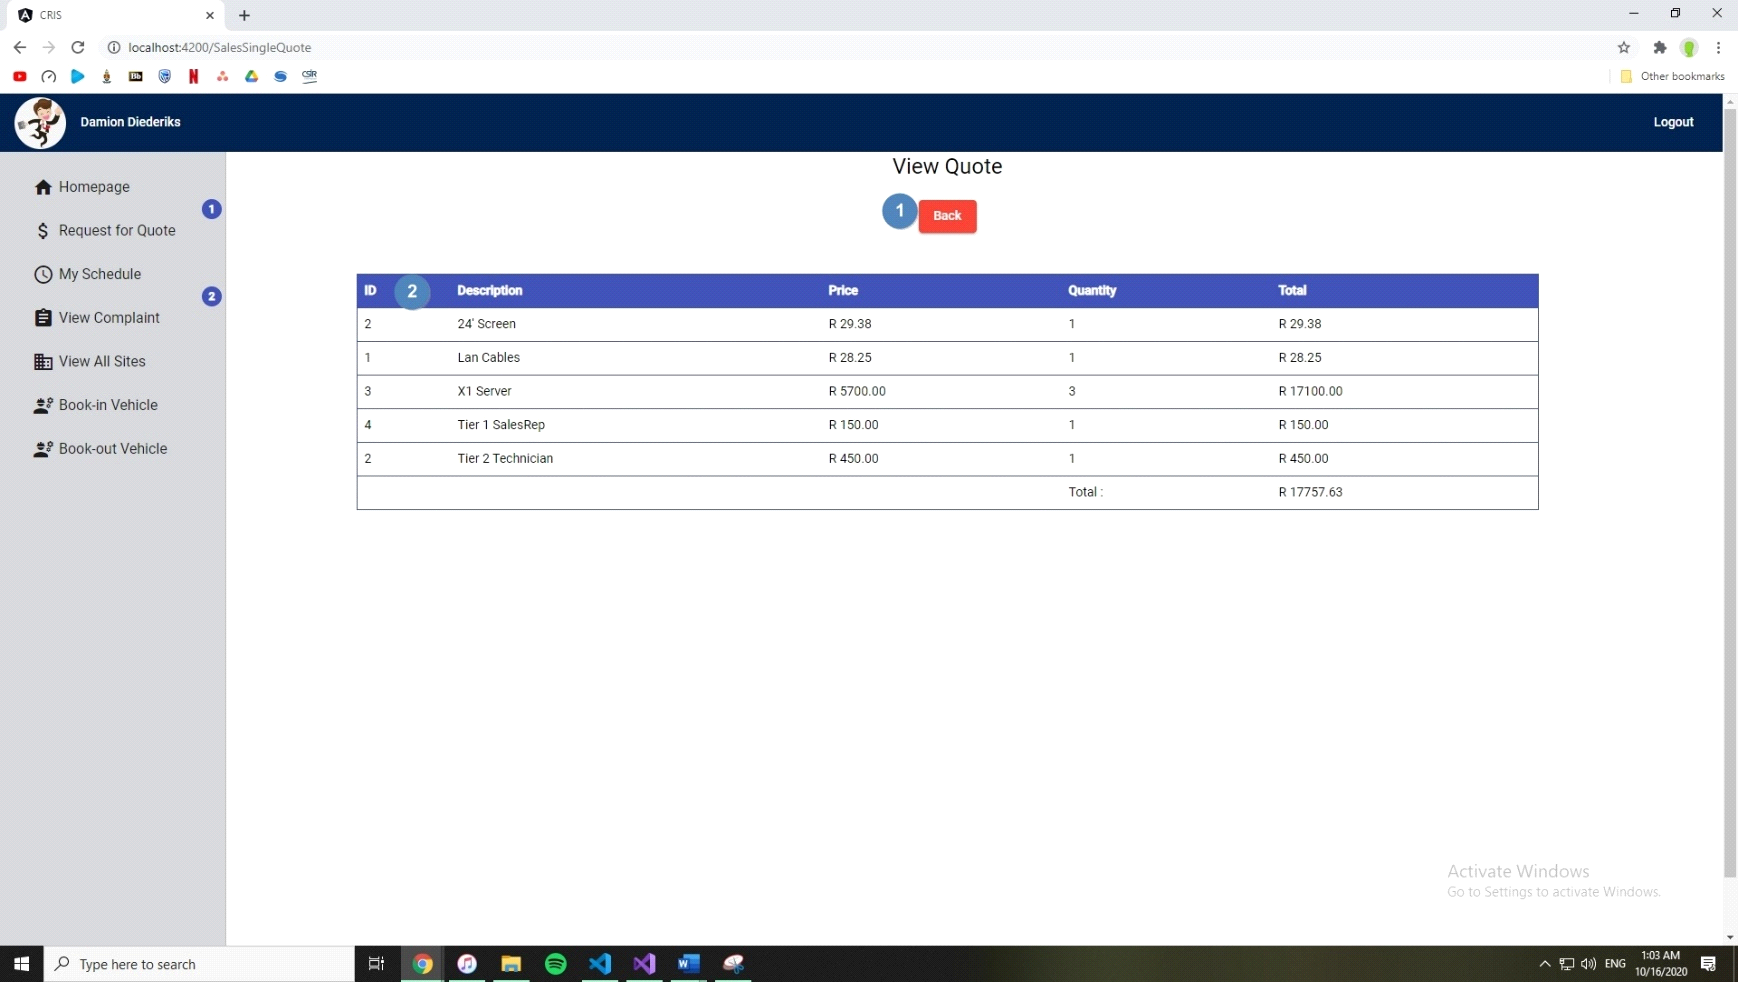 CRIS
localhost:4200/SalesSingleQuote
Bb
N
CSIR
Other bookmarks
Damion Diederiks
Logout
Homepage
1
Request for Quote
My Schedule
2
View Complaint
View All Sites
Book-in Vehicle
Book-out Vehicle
View Quote
1
Back
ID 2 Description Price Quantity Total
2 24' Screen R 29.38 1 R 29.38
1 Lan Cables R 28.25 1 R 28.25
3 X1 Server R 5700.00 3 R 17100.00
4 Tier 1 SalesRep R 150.00 1 R 150.00
2 Tier 2 Technician R 450.00 1 R 450.00
Total : R 17757.63
Activate Windows
Go to Settings to activate Windows.
Type here to search
ENG
1:03 AM
10/16/2020